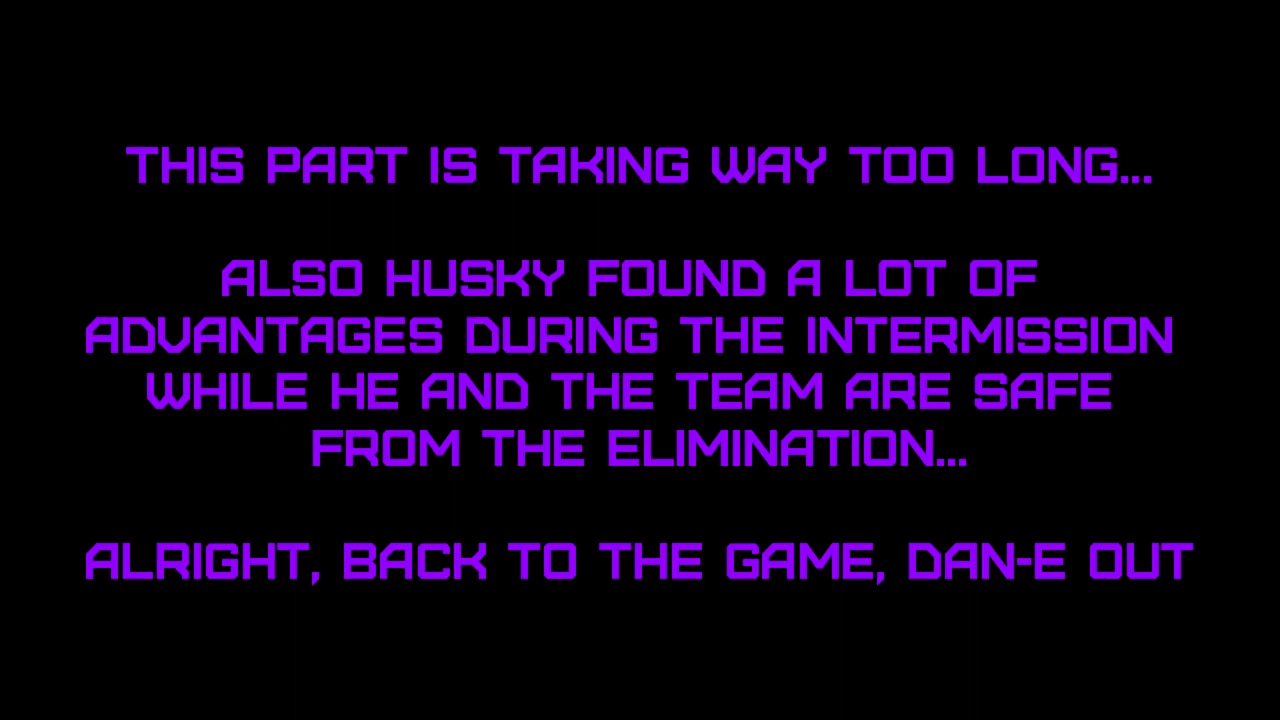 THIS PART IS TAKING WAY TOO LONG...
ALSO HUSKY FOUND A LOT OF
ADVANTAGES DURING THE INTERMISSION
WHILE HE AND THE TEAM ARE SAFE
FROM THE ELIMINATION...
ALRIGHT, BACK TO THE GAME, DAN-E OUT